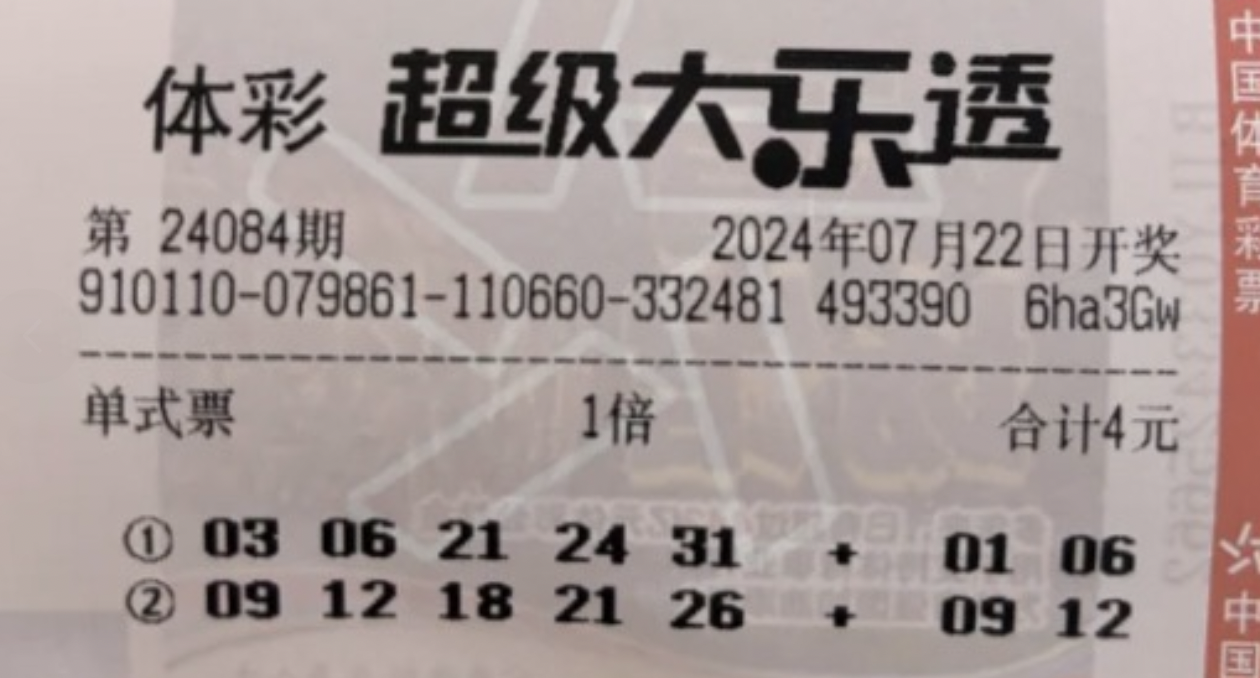 体彩 超级大乐透
第 24084期 2024年07月22日开奖
910110-079861-110660-332481 493390 6ha3Gw
单式票 1倍 合计4元
① 03 06 21 24 31 + 01 06
② 09 12 18 21 26 + 09 12
中国体育彩票
中国